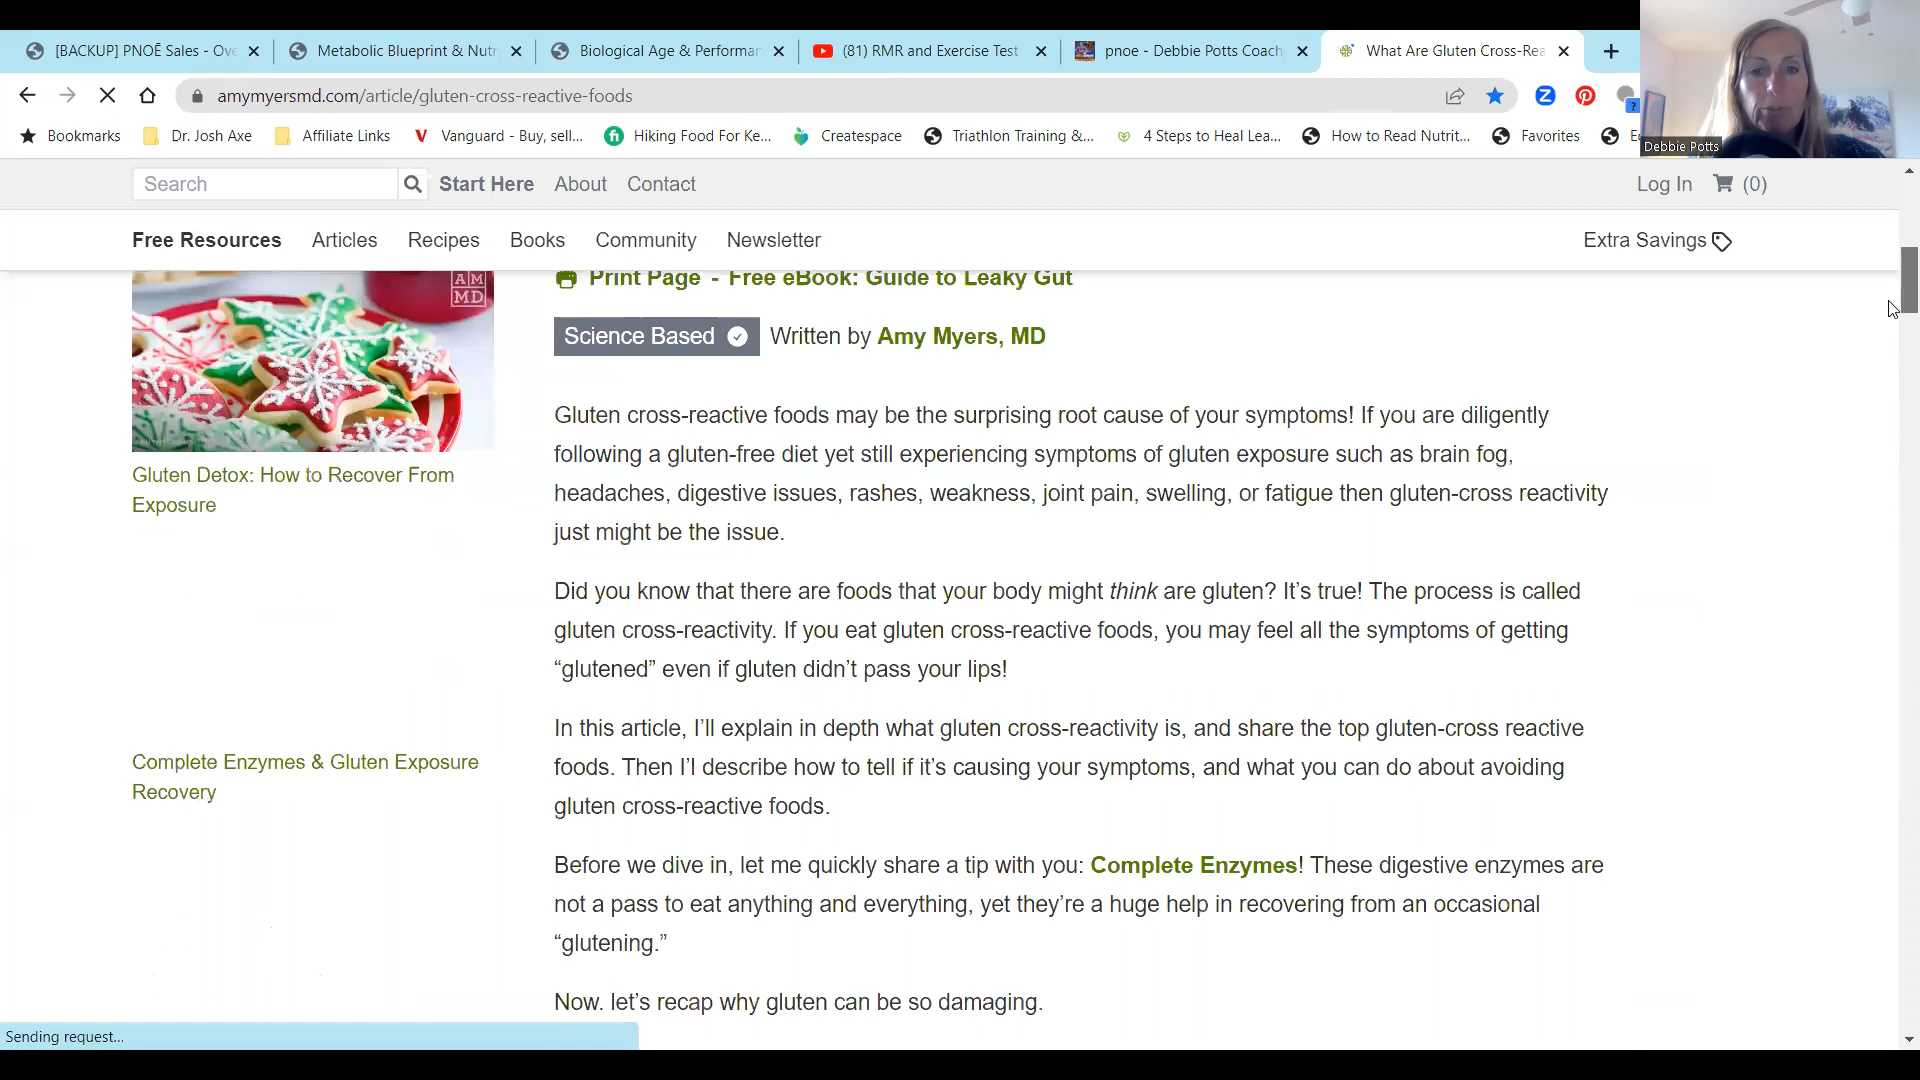 [BACKUP] PNOĒ Sales - Ove
Metabolic Blueprint & Nutr
Biological Age & Performan
(81) RMR and Exercise Test
pnoe - Debbie Potts Coach
What Are Gluten Cross-Rea
amymyersmd.com/article/gluten-cross-reactive-foods
Bookmarks
Dr. Josh Axe
Affiliate Links
Vanguard - Buy, sell...
Hiking Food For Ke...
Createspace
Triathlon Training &...
4 Steps to Heal Lea...
How to Read Nutrit...
Favorites
Debbie Potts
Search
Start Here
About
Contact
Log In
(0)
Free Resources
Articles
Recipes
Books
Community
Newsletter
Extra Savings
AM
MD
Gluten Detox: How to Recover From
Exposure
Complete Enzymes & Gluten Exposure
Recovery
Print Page - Free eBook: Guide to Leaky Gut
Science Based
Written by Amy Myers, MD
Gluten cross-reactive foods may be the surprising root cause of your symptoms! If you are diligently
following a gluten-free diet yet still experiencing symptoms of gluten exposure such as brain fog,
headaches, digestive issues, rashes, weakness, joint pain, swelling, or fatigue then gluten-cross reactivity
just might be the issue.
Did you know that there are foods that your body might think are gluten? It’s true! The process is called
gluten cross-reactivity. If you eat gluten cross-reactive foods, you may feel all the symptoms of getting
“glutened” even if gluten didn’t pass your lips!
In this article, I’ll explain in depth what gluten cross-reactivity is, and share the top gluten-cross reactive
foods. Then I’l describe how to tell if it’s causing your symptoms, and what you can do about avoiding
gluten cross-reactive foods.
Before we dive in, let me quickly share a tip with you: Complete Enzymes! These digestive enzymes are
not a pass to eat anything and everything, yet they’re a huge help in recovering from an occasional
“glutening.”
Now. let’s recap why gluten can be so damaging.
Sending request...